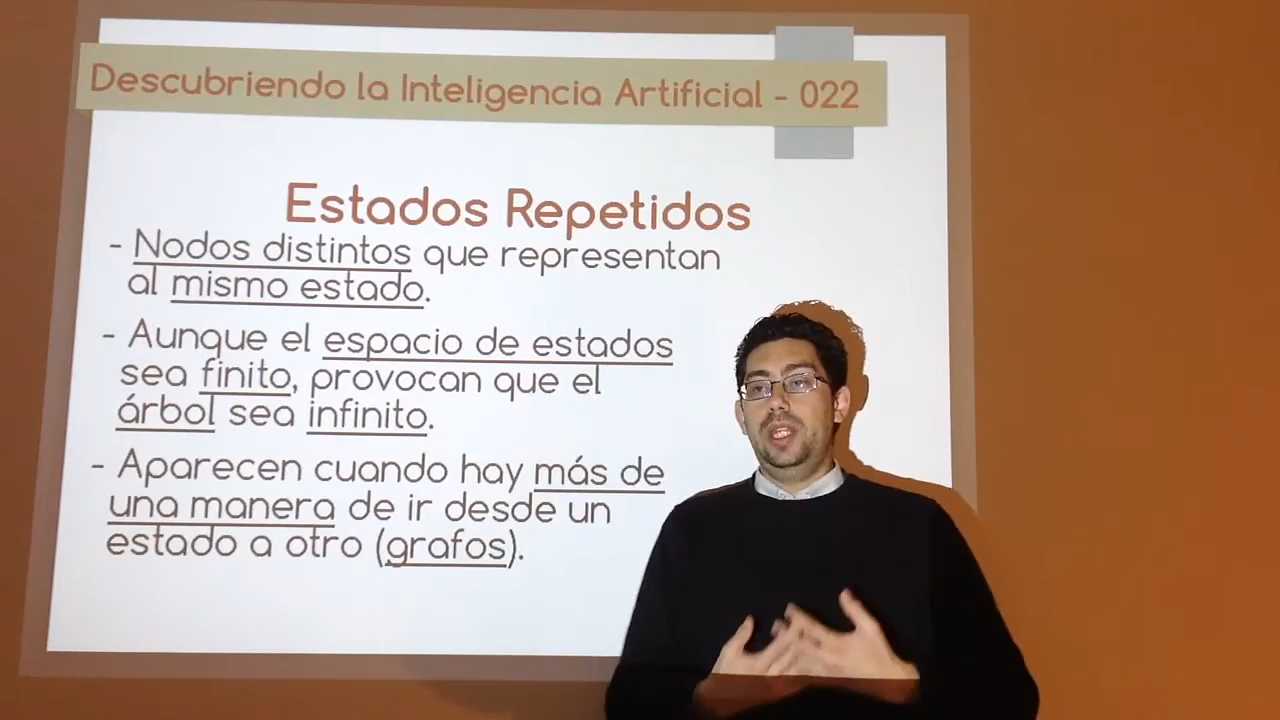 Descubriendo la Inteligencia Artificial - 022
Estados Repetidos
- Nodos distintos que representan
al mismo estado.
- Aunque el espacio de estados
sea finito, provocan que el
árbol sea infinito.
- Aparecen cuando hay más de
una manera de ir desde un
estado a otro (grafos).